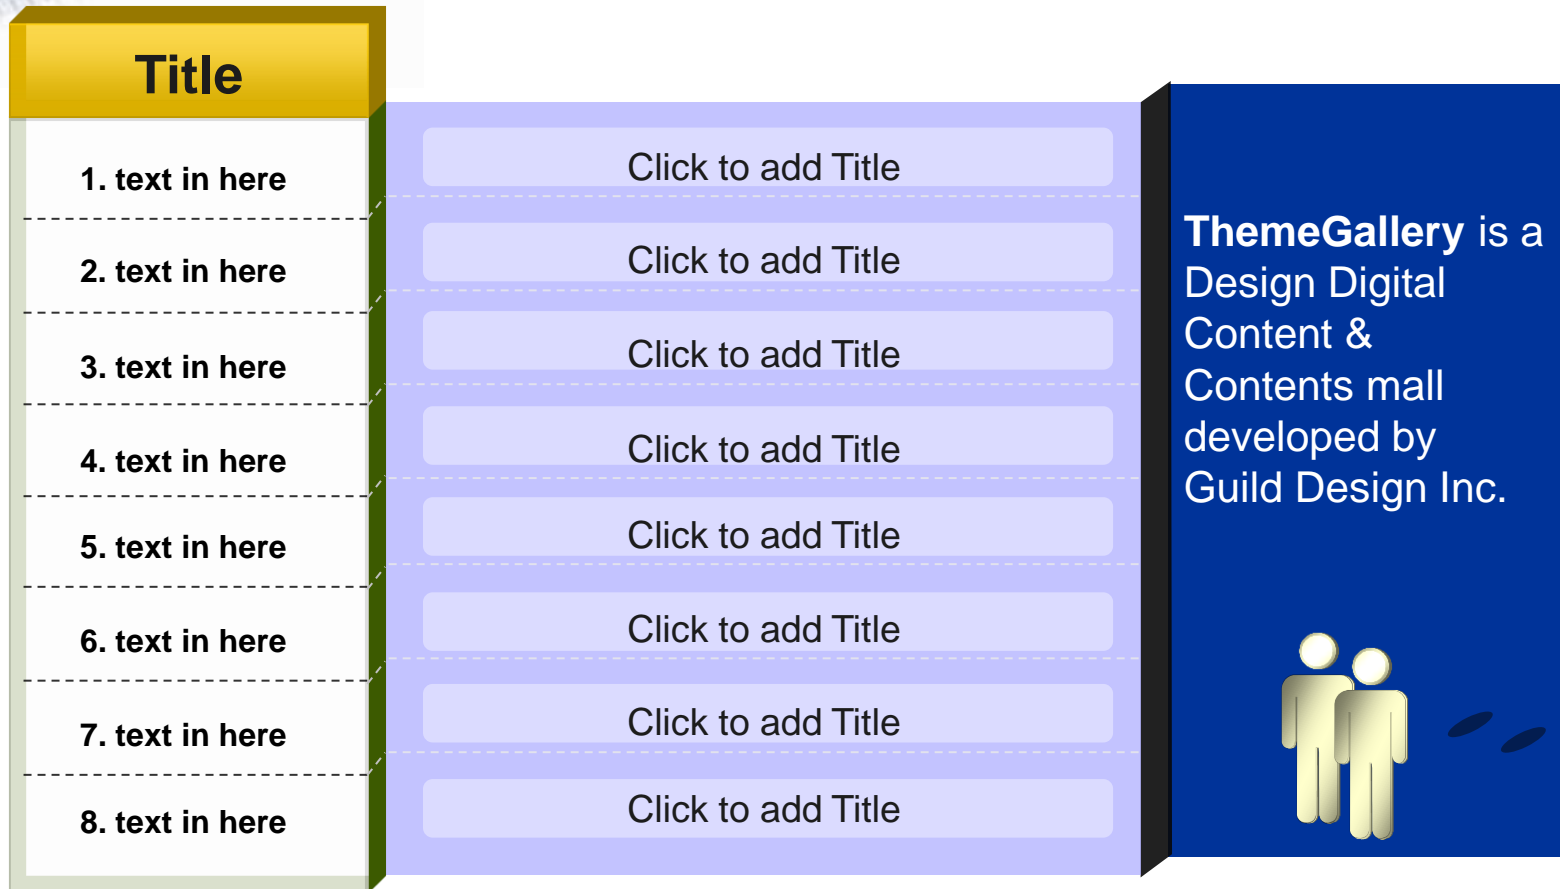 Title
1. text in here
Click to add Title
2. text in here
Click to add Title
3. text in here
Click to add Title
4. text in here
Click to add Title
5. text in here
Click to add Title
6. text in here
Click to add Title
7. text in here
Click to add Title
8. text in here
Click to add Title
ThemeGallery is a
Design Digital
Content &
Contents mall
developed by
Guild Design Inc.